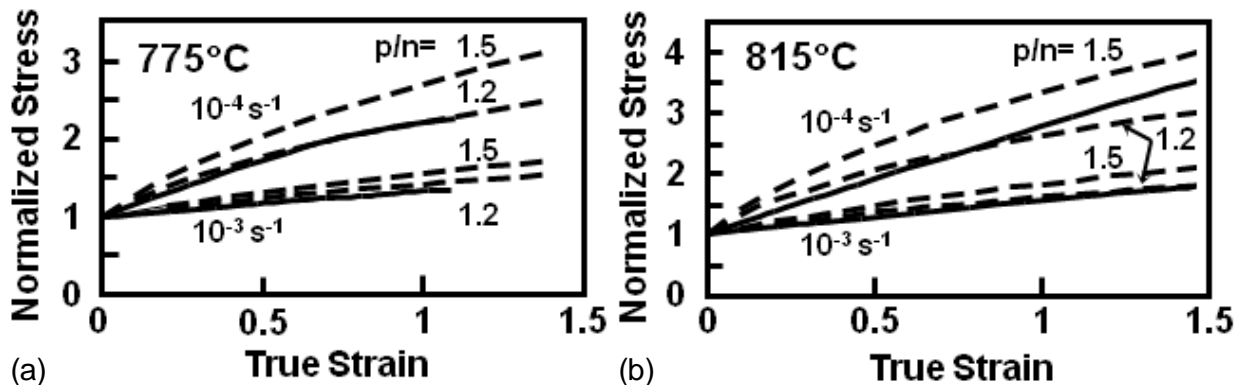 775°C
p/n= 1.5
1.2
10⁻⁴ s⁻¹
1.5
1.2
10⁻³ s⁻¹
Normalized Stress
3
2
1
0
0
0.5
1
1.5
True Strain
(a)
815°C
p/n= 1.5
1.2
10⁻⁴ s⁻¹
1.5
10⁻³ s⁻¹
Normalized Stress
4
3
2
1
0
0
0.5
1
1.5
True Strain
(b)